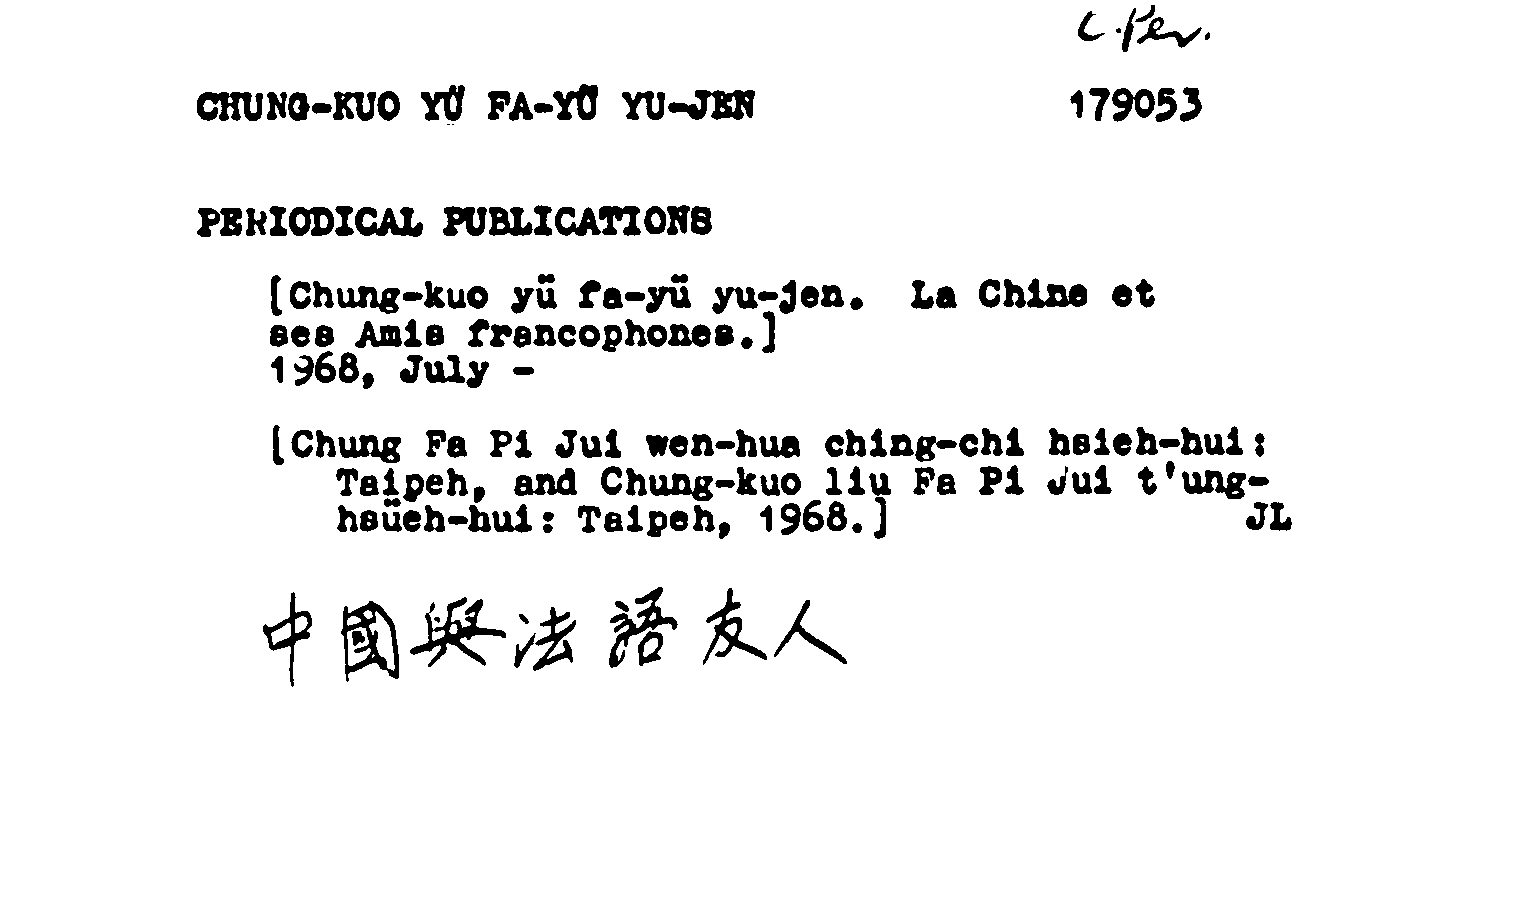 C. Per.
CHUNG-KUO YÜ FA-YÜ YU-JEN 179053
PERIODICAL PUBLICATIONS
[Chung-kuo yü fa-yü yu-jen. La Chine et
ses Amis francophones.]
1968, July -
[Chung Fa Pi Jui wen-hua ching-chi hsieh-hui:
Taipeh, and Chung-kuo liu Fa Pi Jui t'ung-
hsüeh-hui: Taipeh, 1968.] JL
中國與法語友人